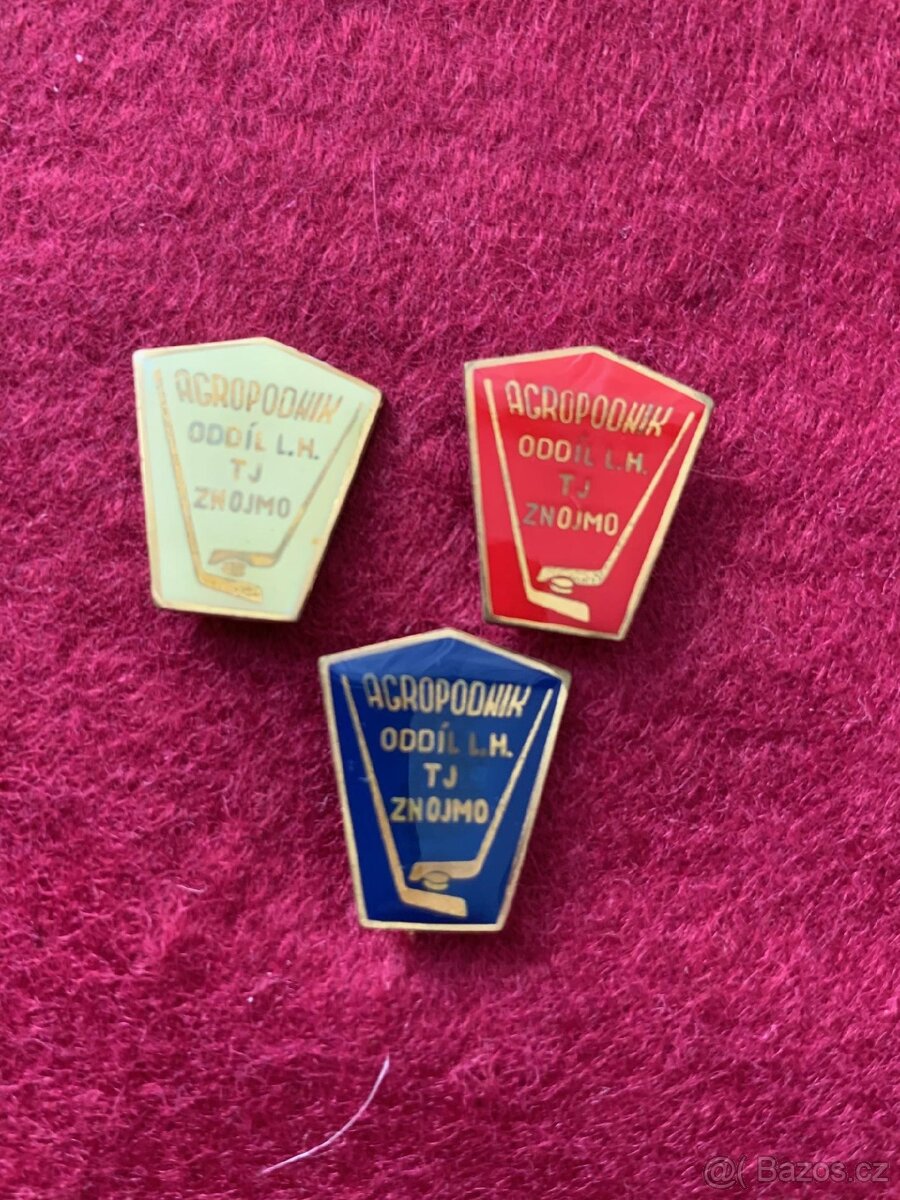 AGROPODNIK
ODDÍL L.H.
TJ
ZNOJMO
AGROPODNIK
ODDÍL L.H.
TJ
ZNOJMO
AGROPODNIK
ODDÍL L.H.
TJ
ZNOJMO
@( Bazos.cz